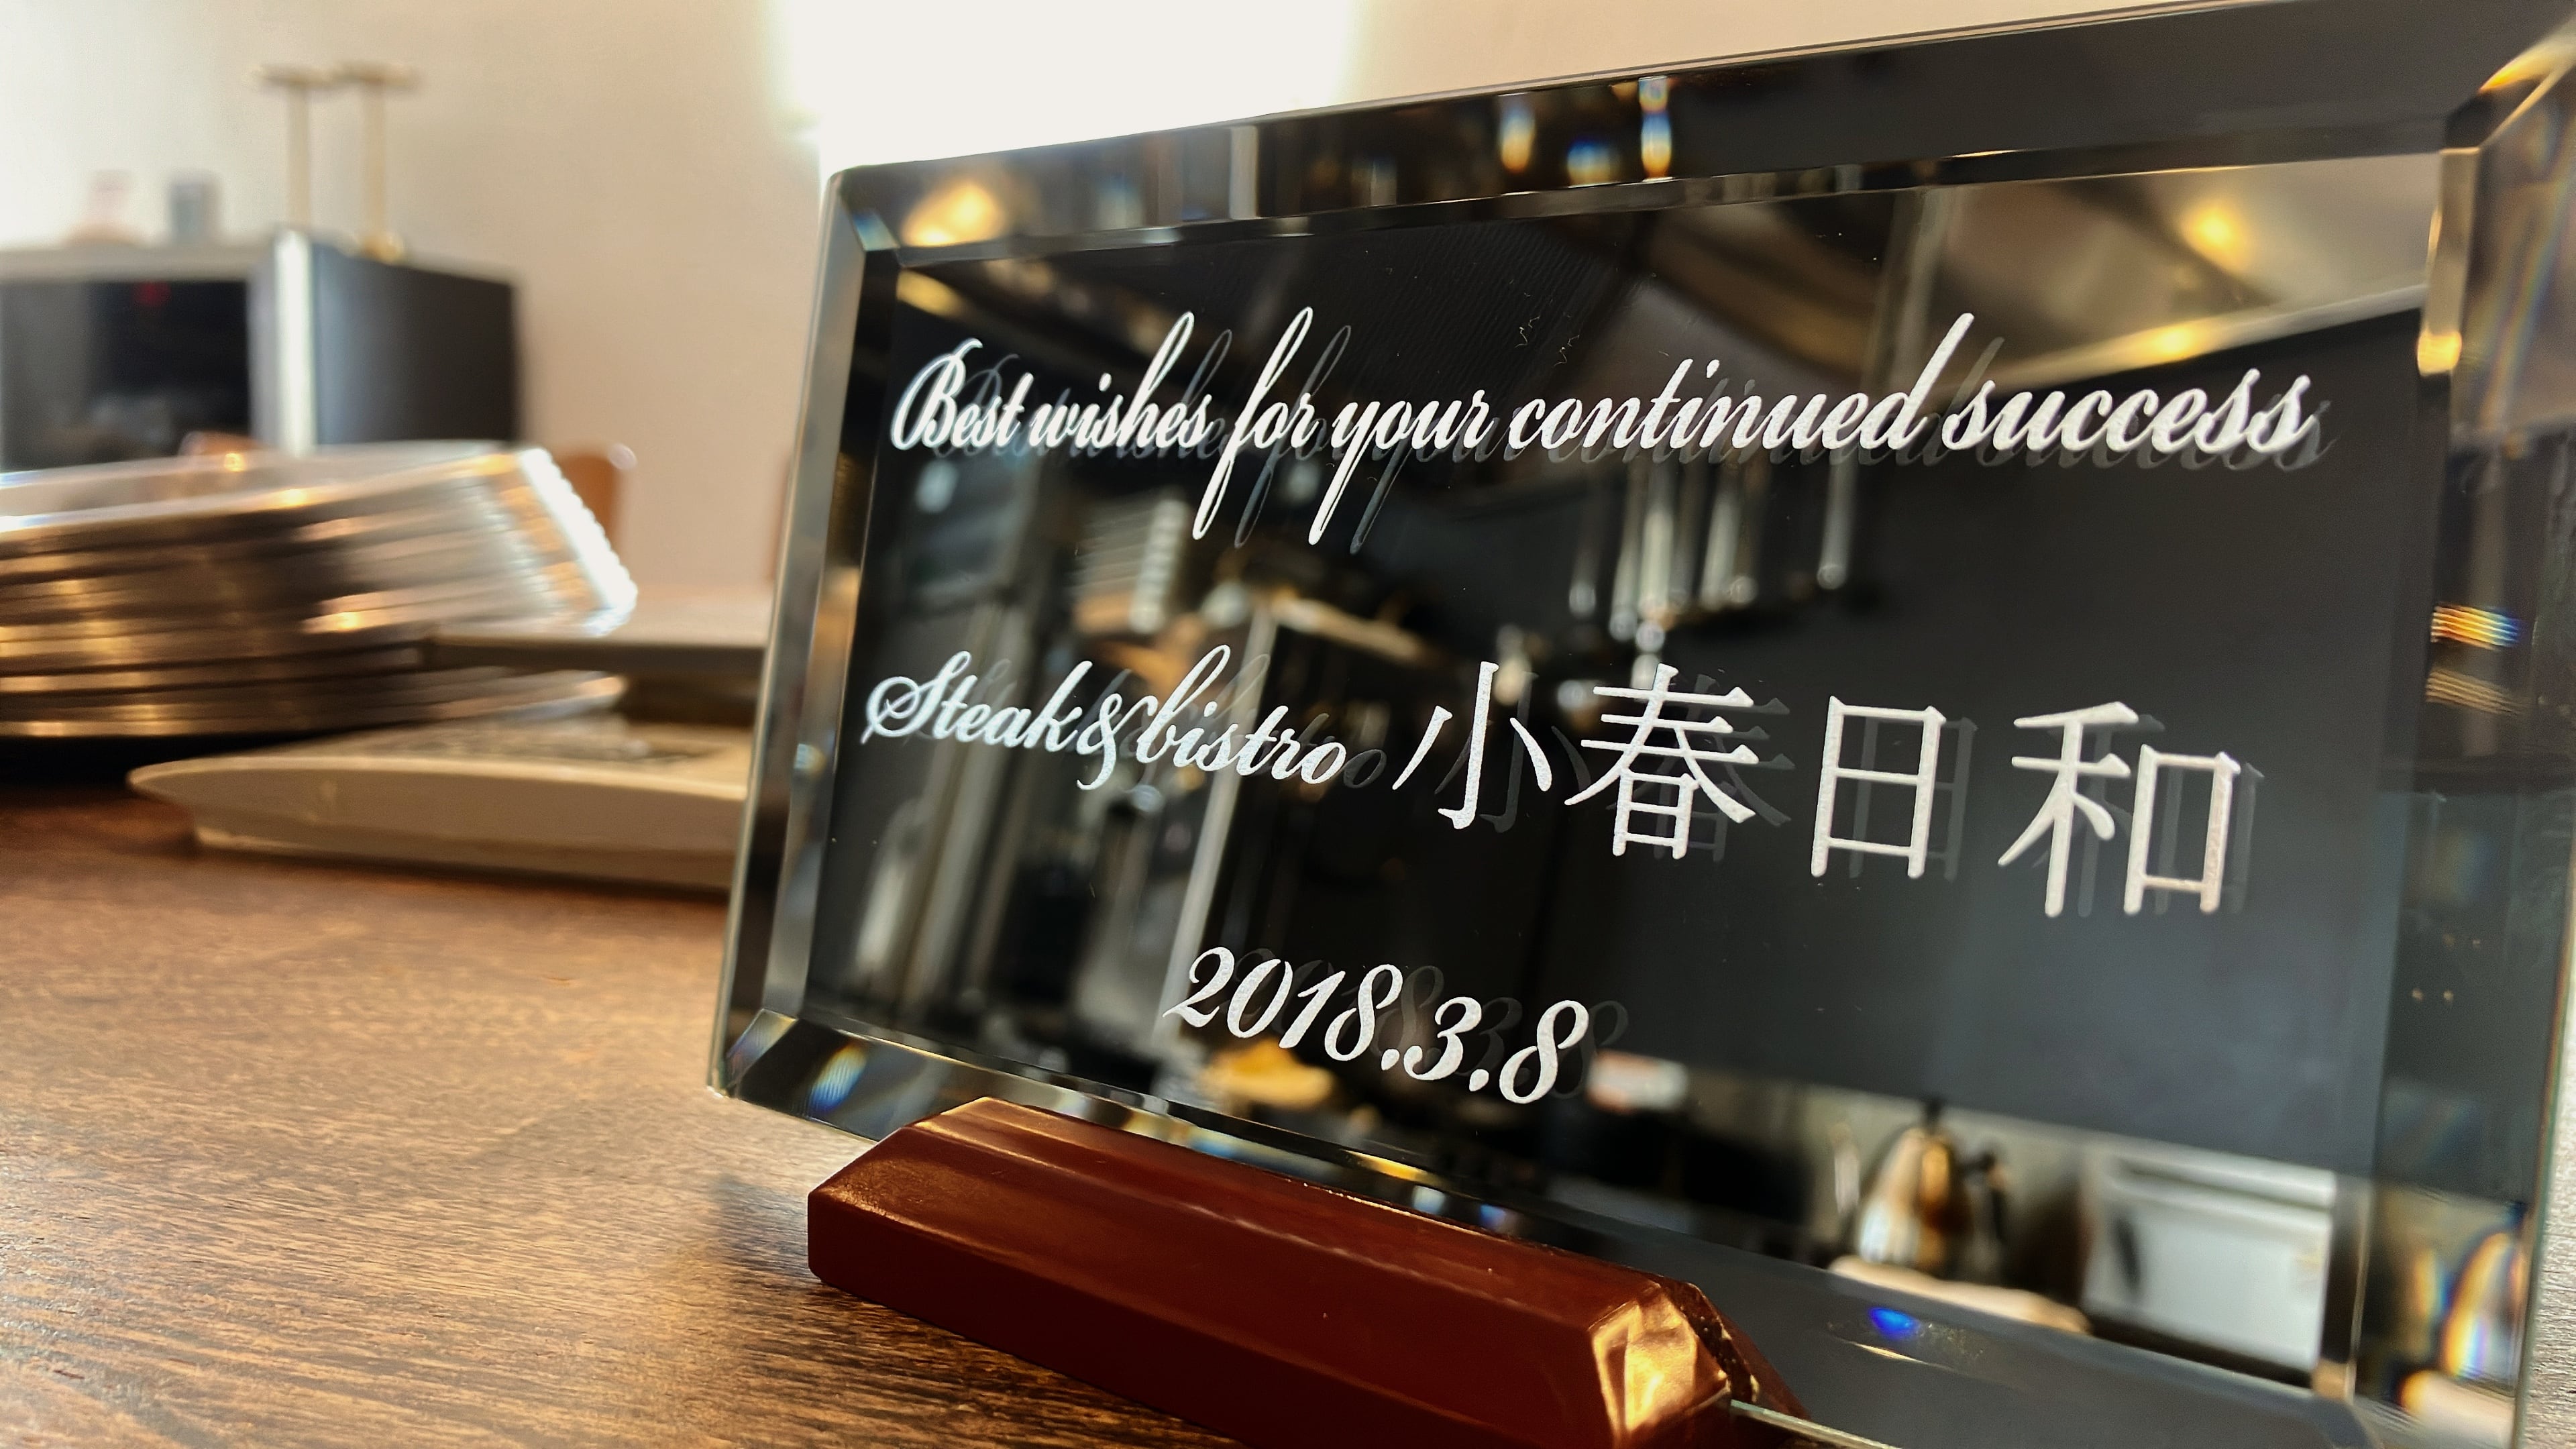 Best wishes for your continued success
Steak&bistro 小春日和
2018.3.8